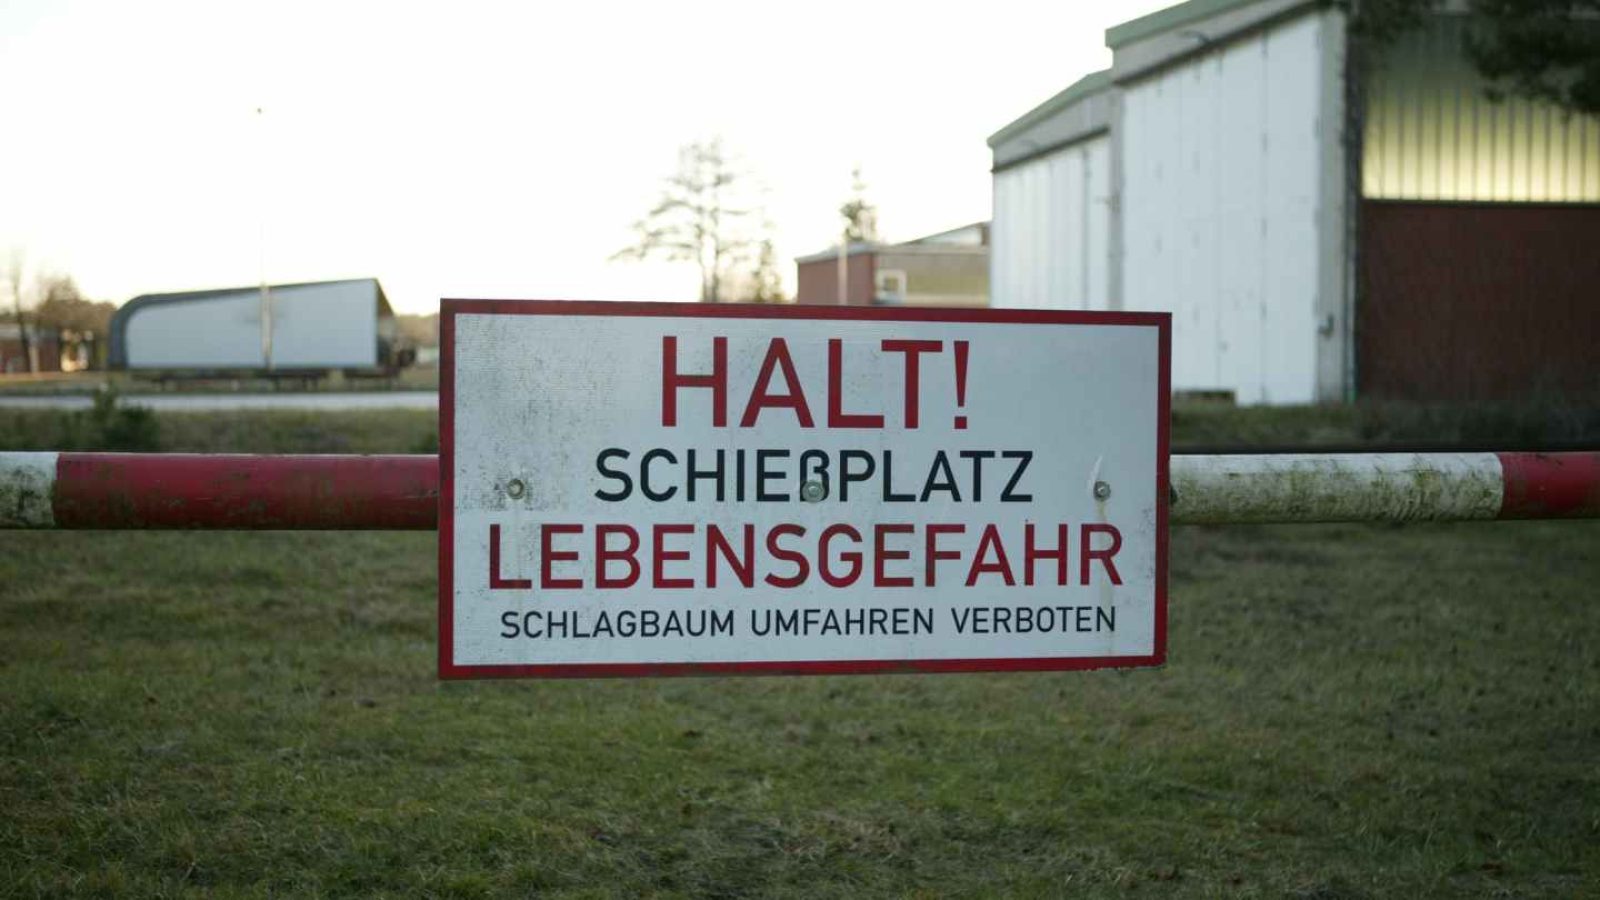 HALT!
SCHIEßPLATZ
LEBENSGEFAHR
SCHLAGBAUM UMFAHREN VERBOTEN